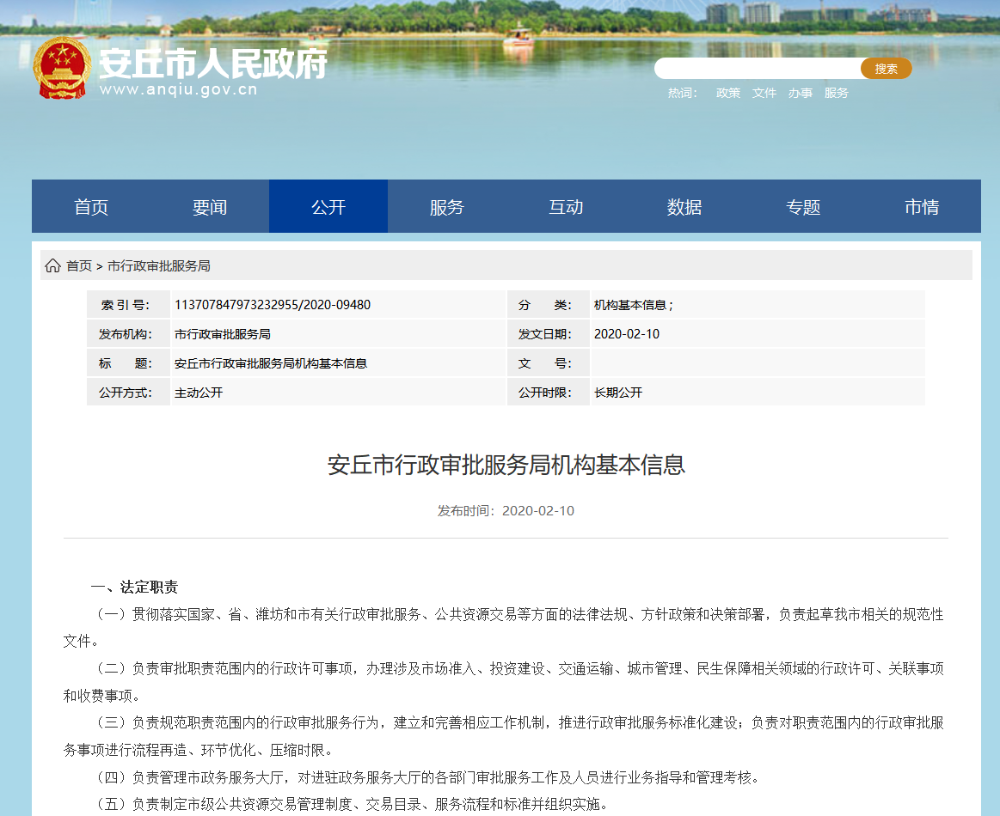 安丘市人民政府
www.anqiu.gov.cn
搜索
热词： 政策 文件 办事 服务
首页 要闻 公开 服务 互动 数据 专题 市情
首页 > 市行政审批服务局
索 引 号： 113707847973232955/2020-09480 分 类： 机构基本信息 ;
发布机构： 市行政审批服务局 发文日期： 2020-02-10
标 题： 安丘市行政审批服务局机构基本信息 文 号：
公开方式： 主动公开 公开时限： 长期公开
安丘市行政审批服务局机构基本信息
发布时间：2020-02-10
一、法定职责
（一）贯彻落实国家、省、潍坊和市有关行政审批服务、公共资源交易等方面的法律法规、方针政策和决策部署，负责起草我市相关的规范性
文件。
（二）负责审批职责范围内的行政许可事项，办理涉及市场准入、投资建设、交通运输、城市管理、民生保障相关领域的行政许可、关联事项
和收费事项。
（三）负责规范职责范围内的行政审批服务行为，建立和完善相应工作机制，推进行政审批服务标准化建设；负责对职责范围内的行政审批服
务事项进行流程再造、环节优化、压缩时限。
（四）负责管理市政务服务大厅，对进驻政务服务大厅的各部门审批服务工作及人员进行业务指导和管理考核。
（五）负责制定市级公共资源交易管理制度、交易目录、服务流程和标准并组织实施。